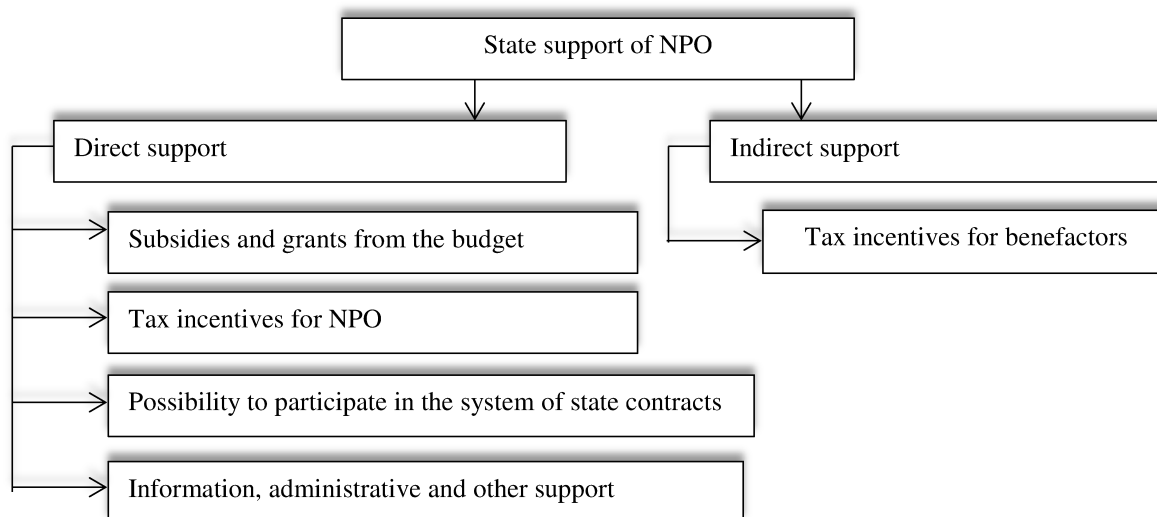 State support of NPO
Direct support
Indirect support
Subsidies and grants from the budget
Tax incentives for benefactors
Tax incentives for NPO
Possibility to participate in the system of state contracts
Information, administrative and other support